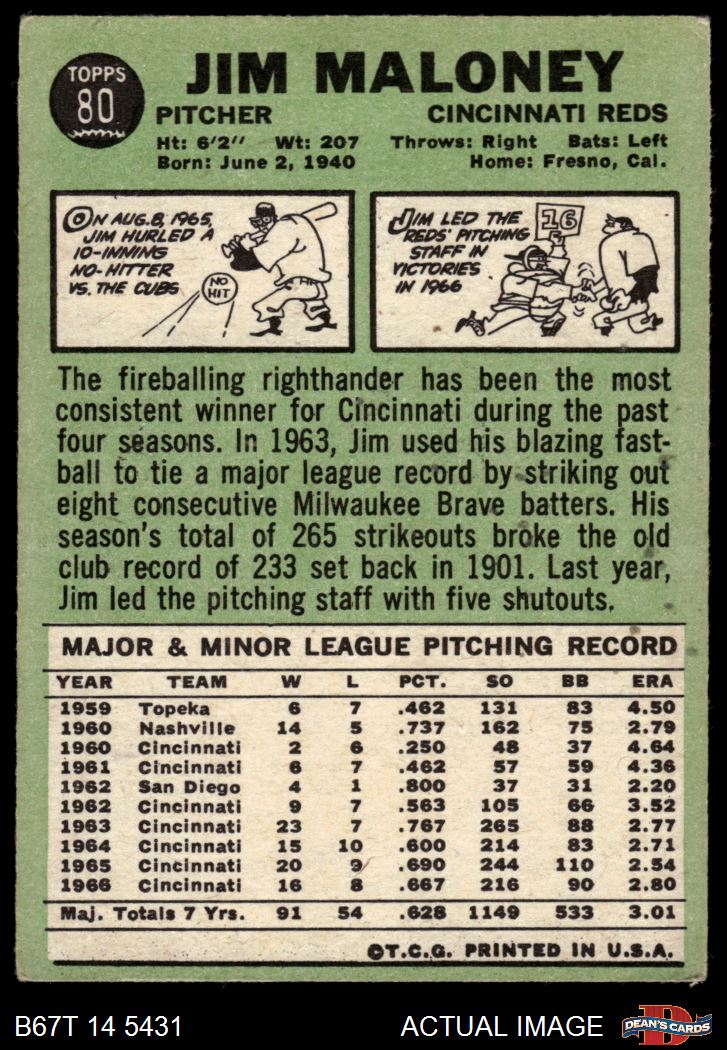 TOPPS
80
JIM MALONEY
PITCHER CINCINNATI REDS
Ht: 6'2" Wt: 207 Throws: Right Bats: Left
Born: June 2, 1940 Home: Fresno, Cal.
ON AUG. 8, 1965,
JIM HURLED A
10-INNING
NO-HITTER
VS. THE CUBS
NO
HIT
JIM LED THE
REDS' PITCHING
STAFF IN
VICTORIES
IN 1966
16
The fireballing righthander has been the most
consistent winner for Cincinnati during the past
four seasons. In 1963, Jim used his blazing fast-
ball to tie a major league record by striking out
eight consecutive Milwaukee Brave batters. His
season's total of 265 strikeouts broke the old
club record of 233 set back in 1901. Last year,
Jim led the pitching staff with five shutouts.
MAJOR & MINOR LEAGUE PITCHING RECORD
YEAR TEAM W L PCT. SO BB ERA
1959 Topeka 6 7 .462 131 83 4.50
1960 Nashville 14 5 .737 162 75 2.79
1960 Cincinnati 2 6 .250 48 37 4.64
1961 Cincinnati 6 7 .462 57 59 4.36
1962 San Diego 4 1 .800 37 31 2.20
1962 Cincinnati 9 7 .563 105 66 3.52
1963 Cincinnati 23 7 .767 265 88 2.77
1964 Cincinnati 15 10 .600 214 83 2.71
1965 Cincinnati 20 9 .690 244 110 2.54
1966 Cincinnati 16 8 .667 216 90 2.80
Maj. Totals 7 Yrs. 91 54 .628 1149 533 3.01
©T.C.G. PRINTED IN U.S.A.
B67T 14 5431 ACTUAL IMAGE
D
DEAN'S CARDS